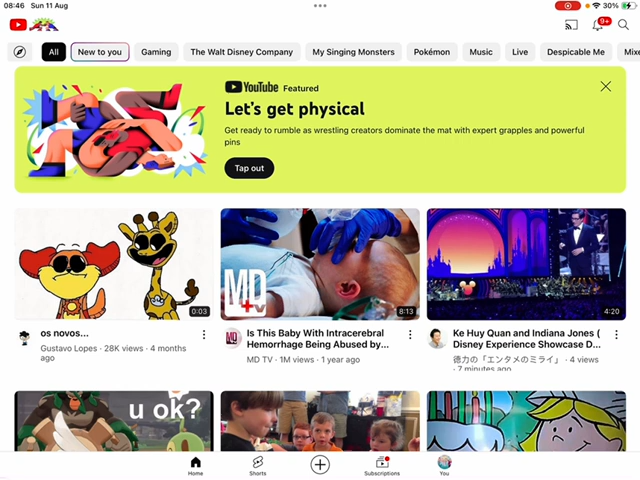 08:46 Sun 11 Aug
30%
9+
All
New to you
Gaming
The Walt Disney Company
My Singing Monsters
Pokémon
Music
Live
Despicable Me
Mixe
YouTube Featured
Let's get physical
Get ready to rumble as wrestling creators dominate the mat with expert grapples and powerful
pins
Tap out
0:03
MD
TV
8:13
4:20
os novos...
Gustavo Lopes · 28K views · 4 months
ago
Is This Baby With Intracerebral
Hemorrhage Being Abused by...
MD TV · 1M views · 1 year ago
Ke Huy Quan and Indiana Jones (
Disney Experience Showcase D...
徳力の「エンタメのミライ」 · 4 views
· 7 minutes ago
u ok?
Home
Shorts
Subscriptions
You